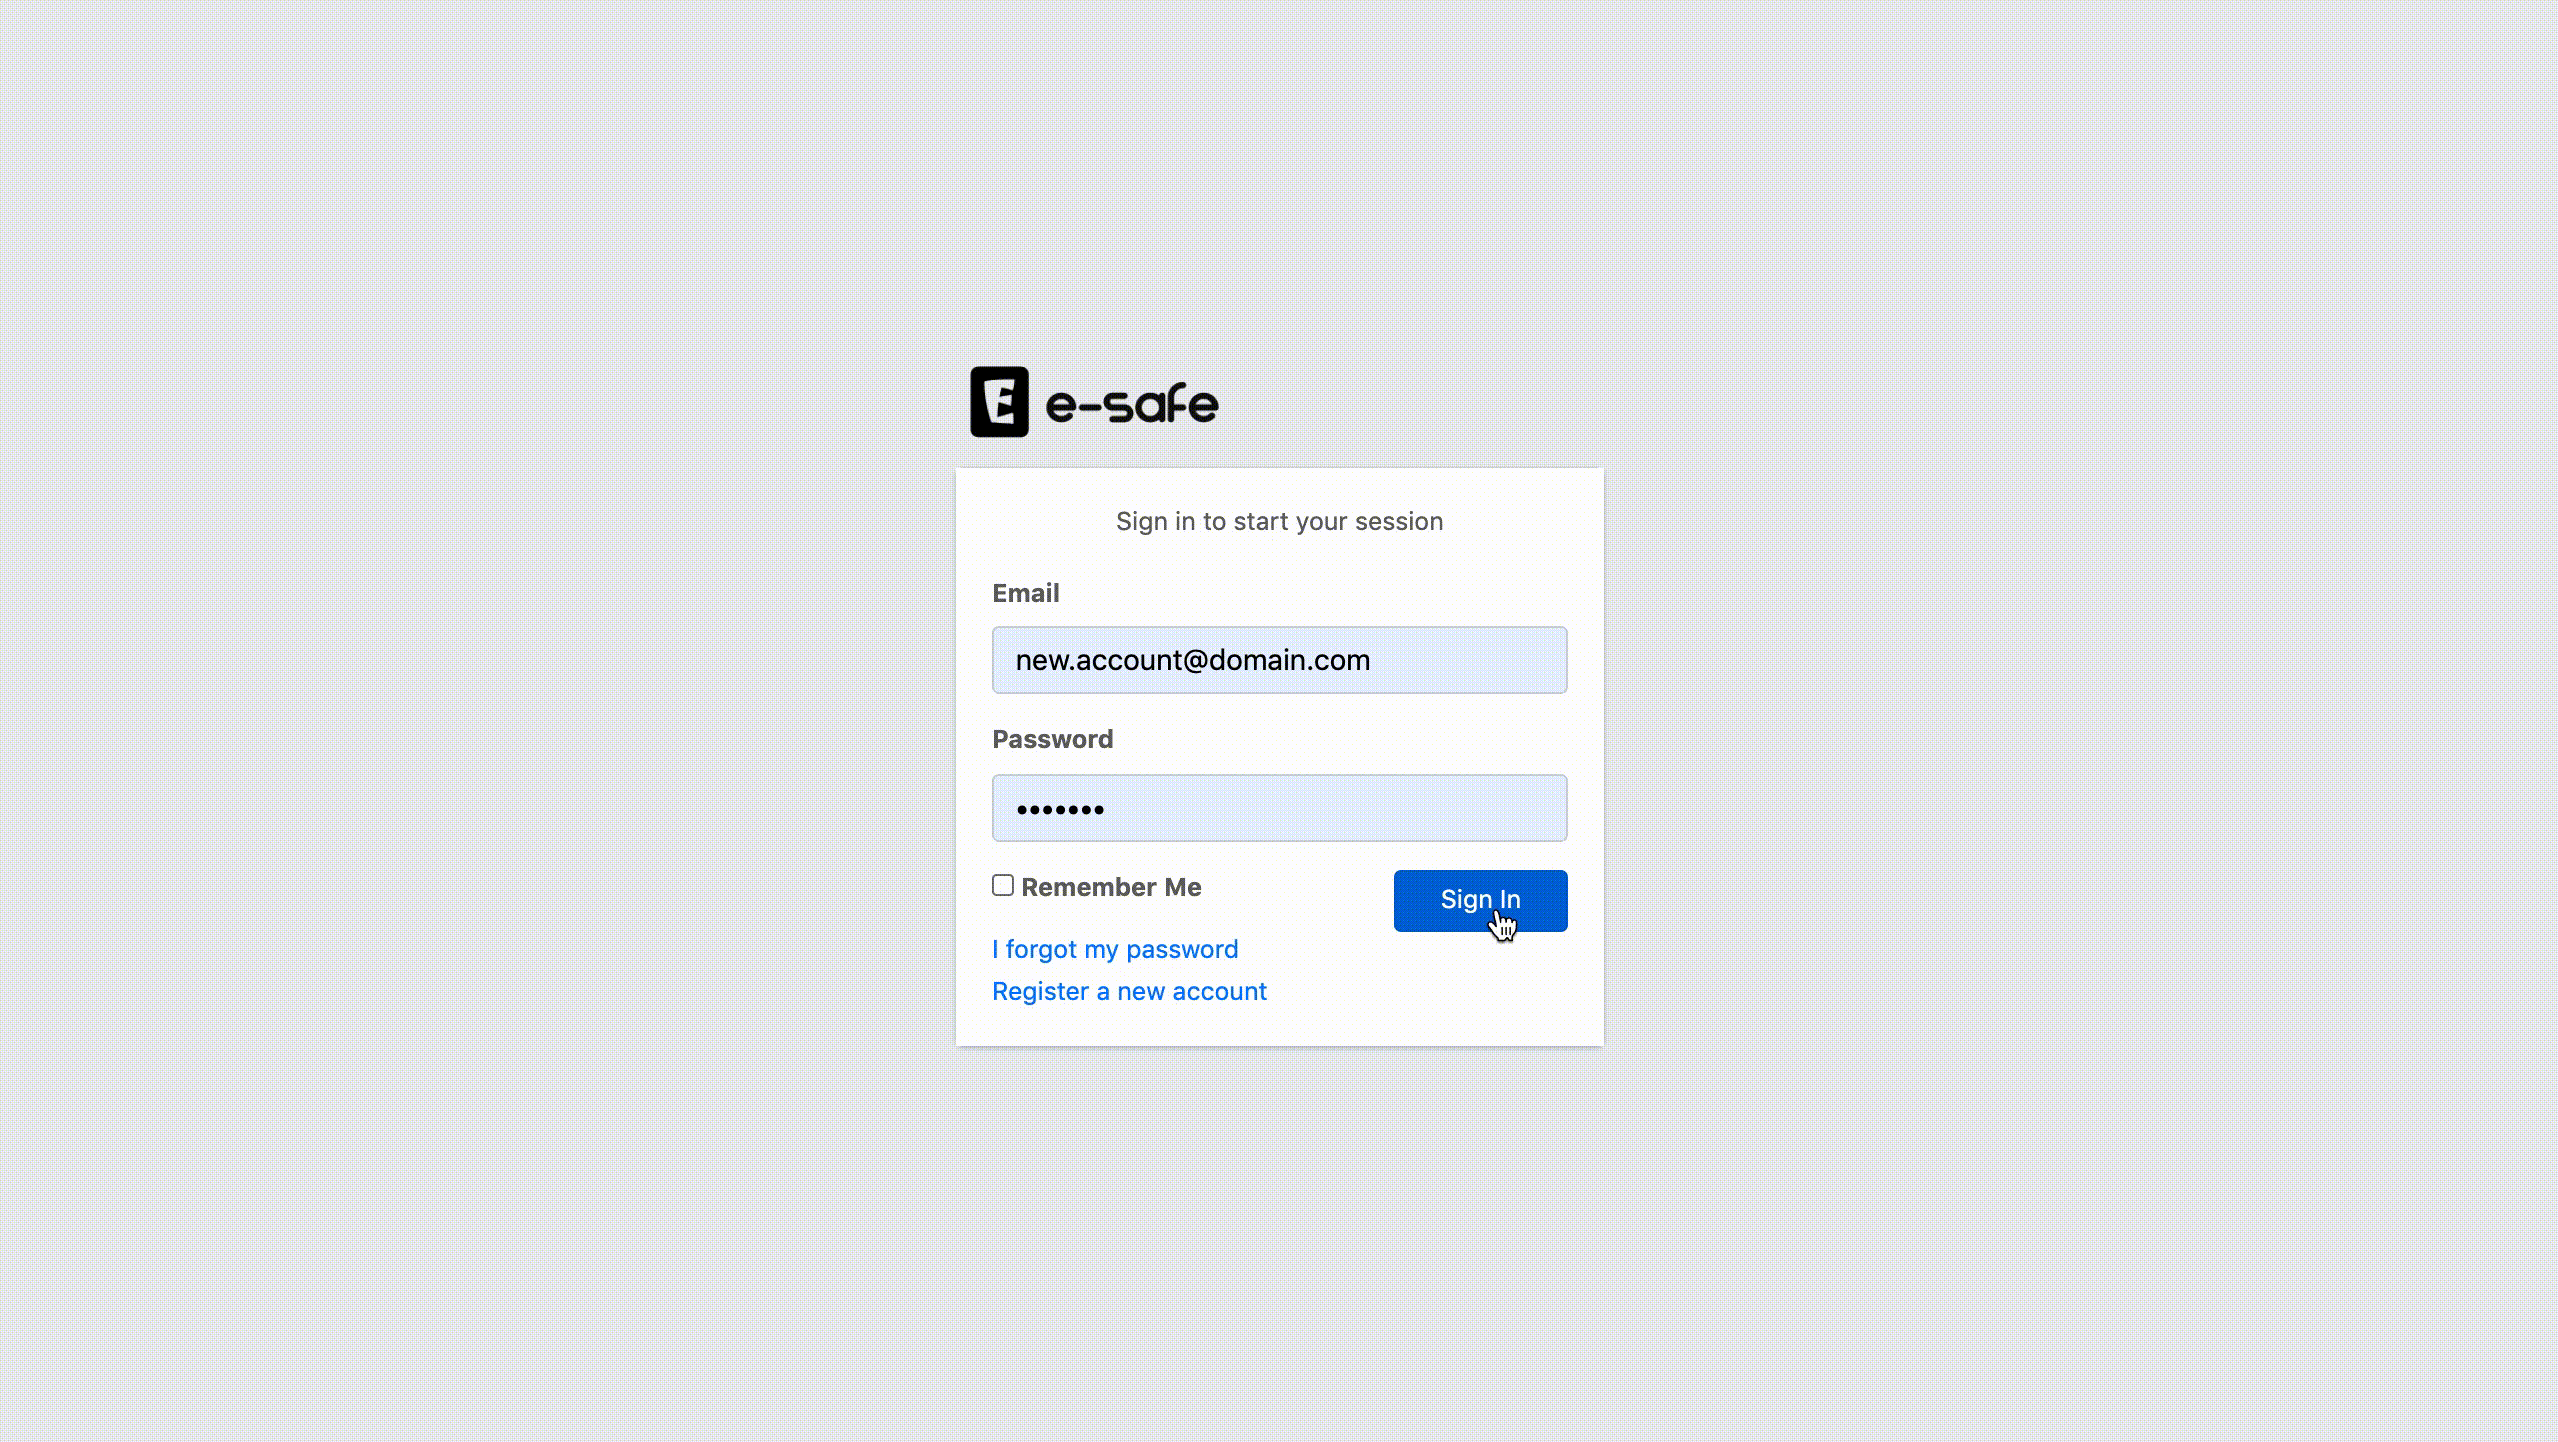 E e-safe
Sign in to start your session
Email
new.account@domain.com
Password
•••••••
Remember Me
Sign In
I forgot my password
Register a new account